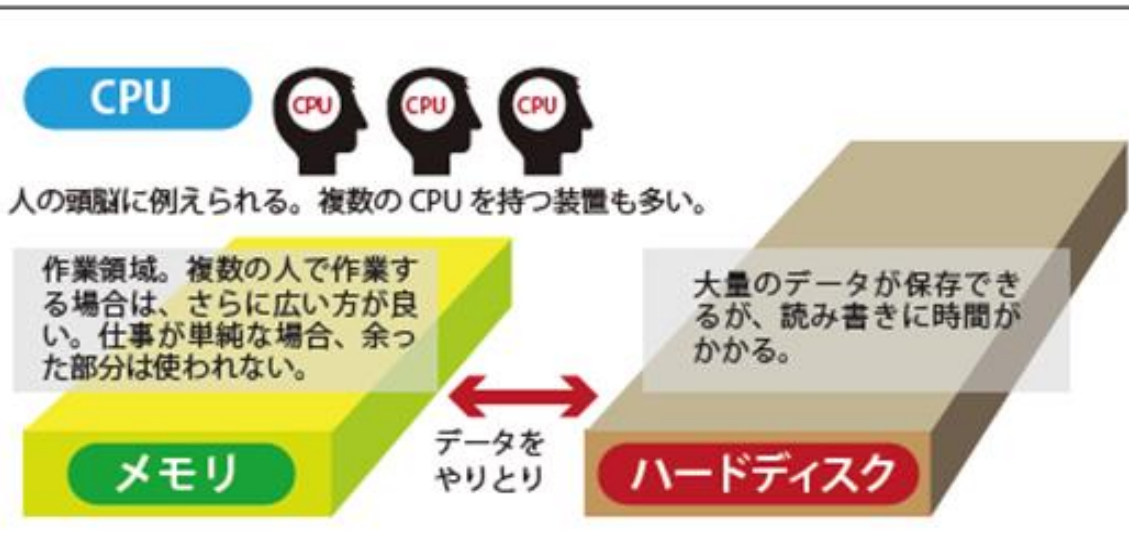 CPU
CPU
CPU
CPU
人の頭脳に例えられる。複数の CPU を持つ装置も多い。
作業領域。複数の人で作業す
る場合は、さらに広い方が良
い。仕事が単純な場合、余っ
た部分は使われない。
大量のデータが保存でき
るが、読み書きに時間が
かかる。
データを
やりとり
メモリ
ハードディスク